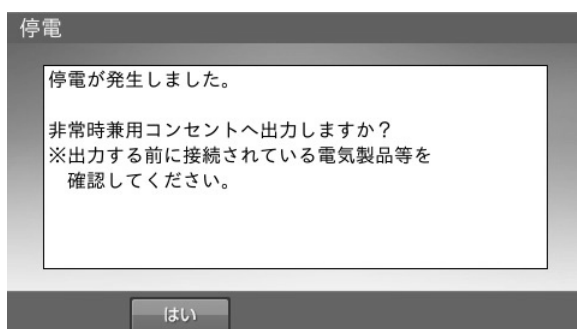 停電
停電が発生しました。
非常時兼用コンセントへ出力しますか？
※出力する前に接続されている電気製品等を
確認してください。
はい